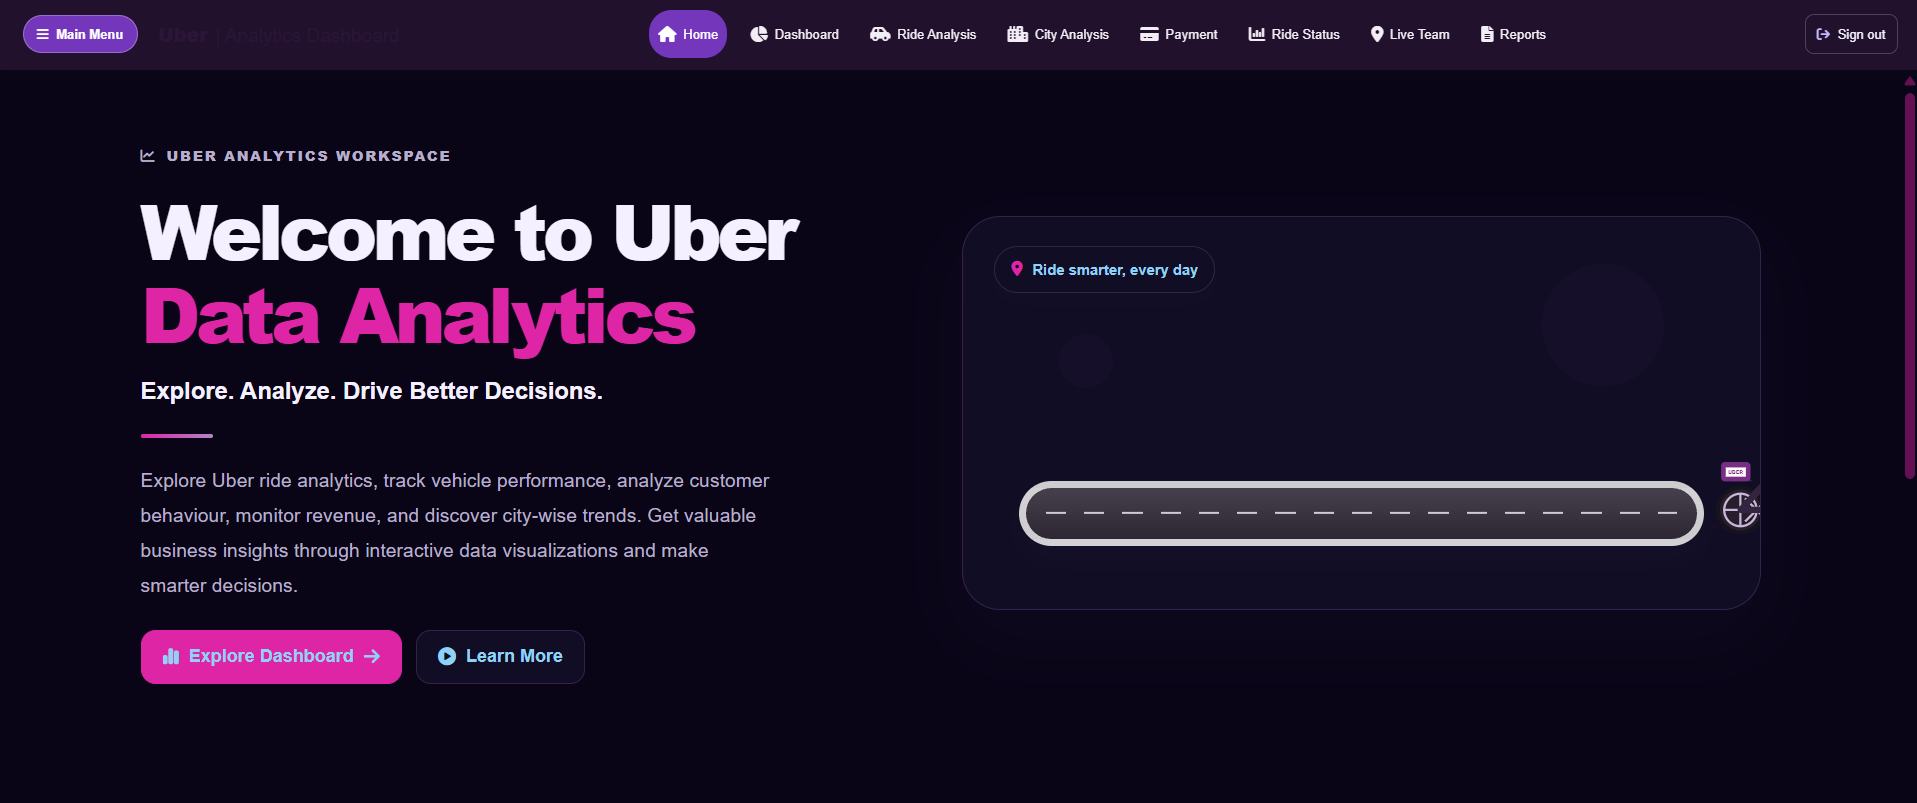 Main Menu
Uber | Analytics Dashboard
Home
Dashboard
Ride Analysis
City Analysis
Payment
Ride Status
Live Team
Reports
Sign out
UBER ANALYTICS WORKSPACE
Welcome to Uber
Data Analytics
Explore. Analyze. Drive Better Decisions.
Explore Uber ride analytics, track vehicle performance, analyze customer
behaviour, monitor revenue, and discover city-wise trends. Get valuable
business insights through interactive data visualizations and make
smarter decisions.
Explore Dashboard
Learn More
Ride smarter, every day
UBER